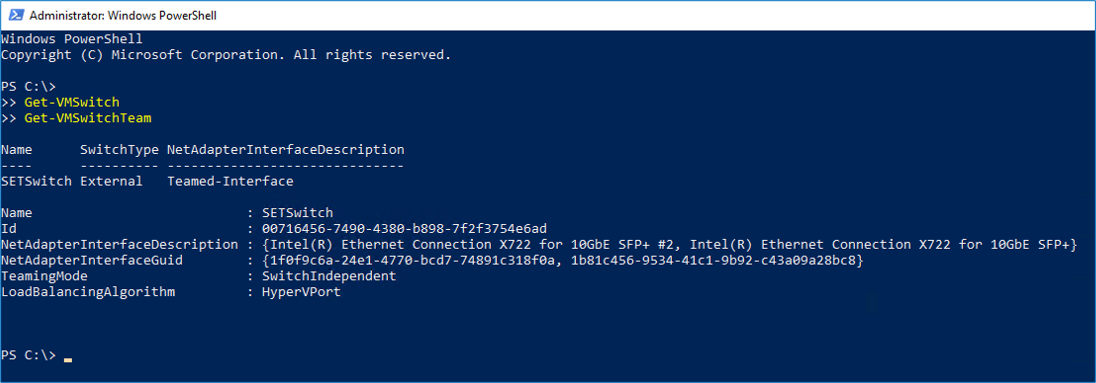 Administrator: Windows PowerShell
Windows PowerShell
Copyright (C) Microsoft Corporation. All rights reserved.
PS C:\>
>> Get-VMSwitch
>> Get-VMSwitchTeam
Name      SwitchType NetAdapterInterfaceDescription
----      ---------- ------------------------------
SETSwitch External   Teamed-Interface
Name                           : SETSwitch
Id                             : 00716456-7490-4380-b898-7f2f3754e6ad
NetAdapterInterfaceDescription : {Intel(R) Ethernet Connection X722 for 10GbE SFP+ #2, Intel(R) Ethernet Connection X722 for 10GbE SFP+}
NetAdapterInterfaceGuid        : {1f0f9c6a-24e1-4770-bcd7-74891c318f0a, 1b81c456-9534-41c1-9b92-c43a09a28bc8}
TeamingMode                    : SwitchIndependent
LoadBalancingAlgorithm         : HyperVPort
PS C:\>